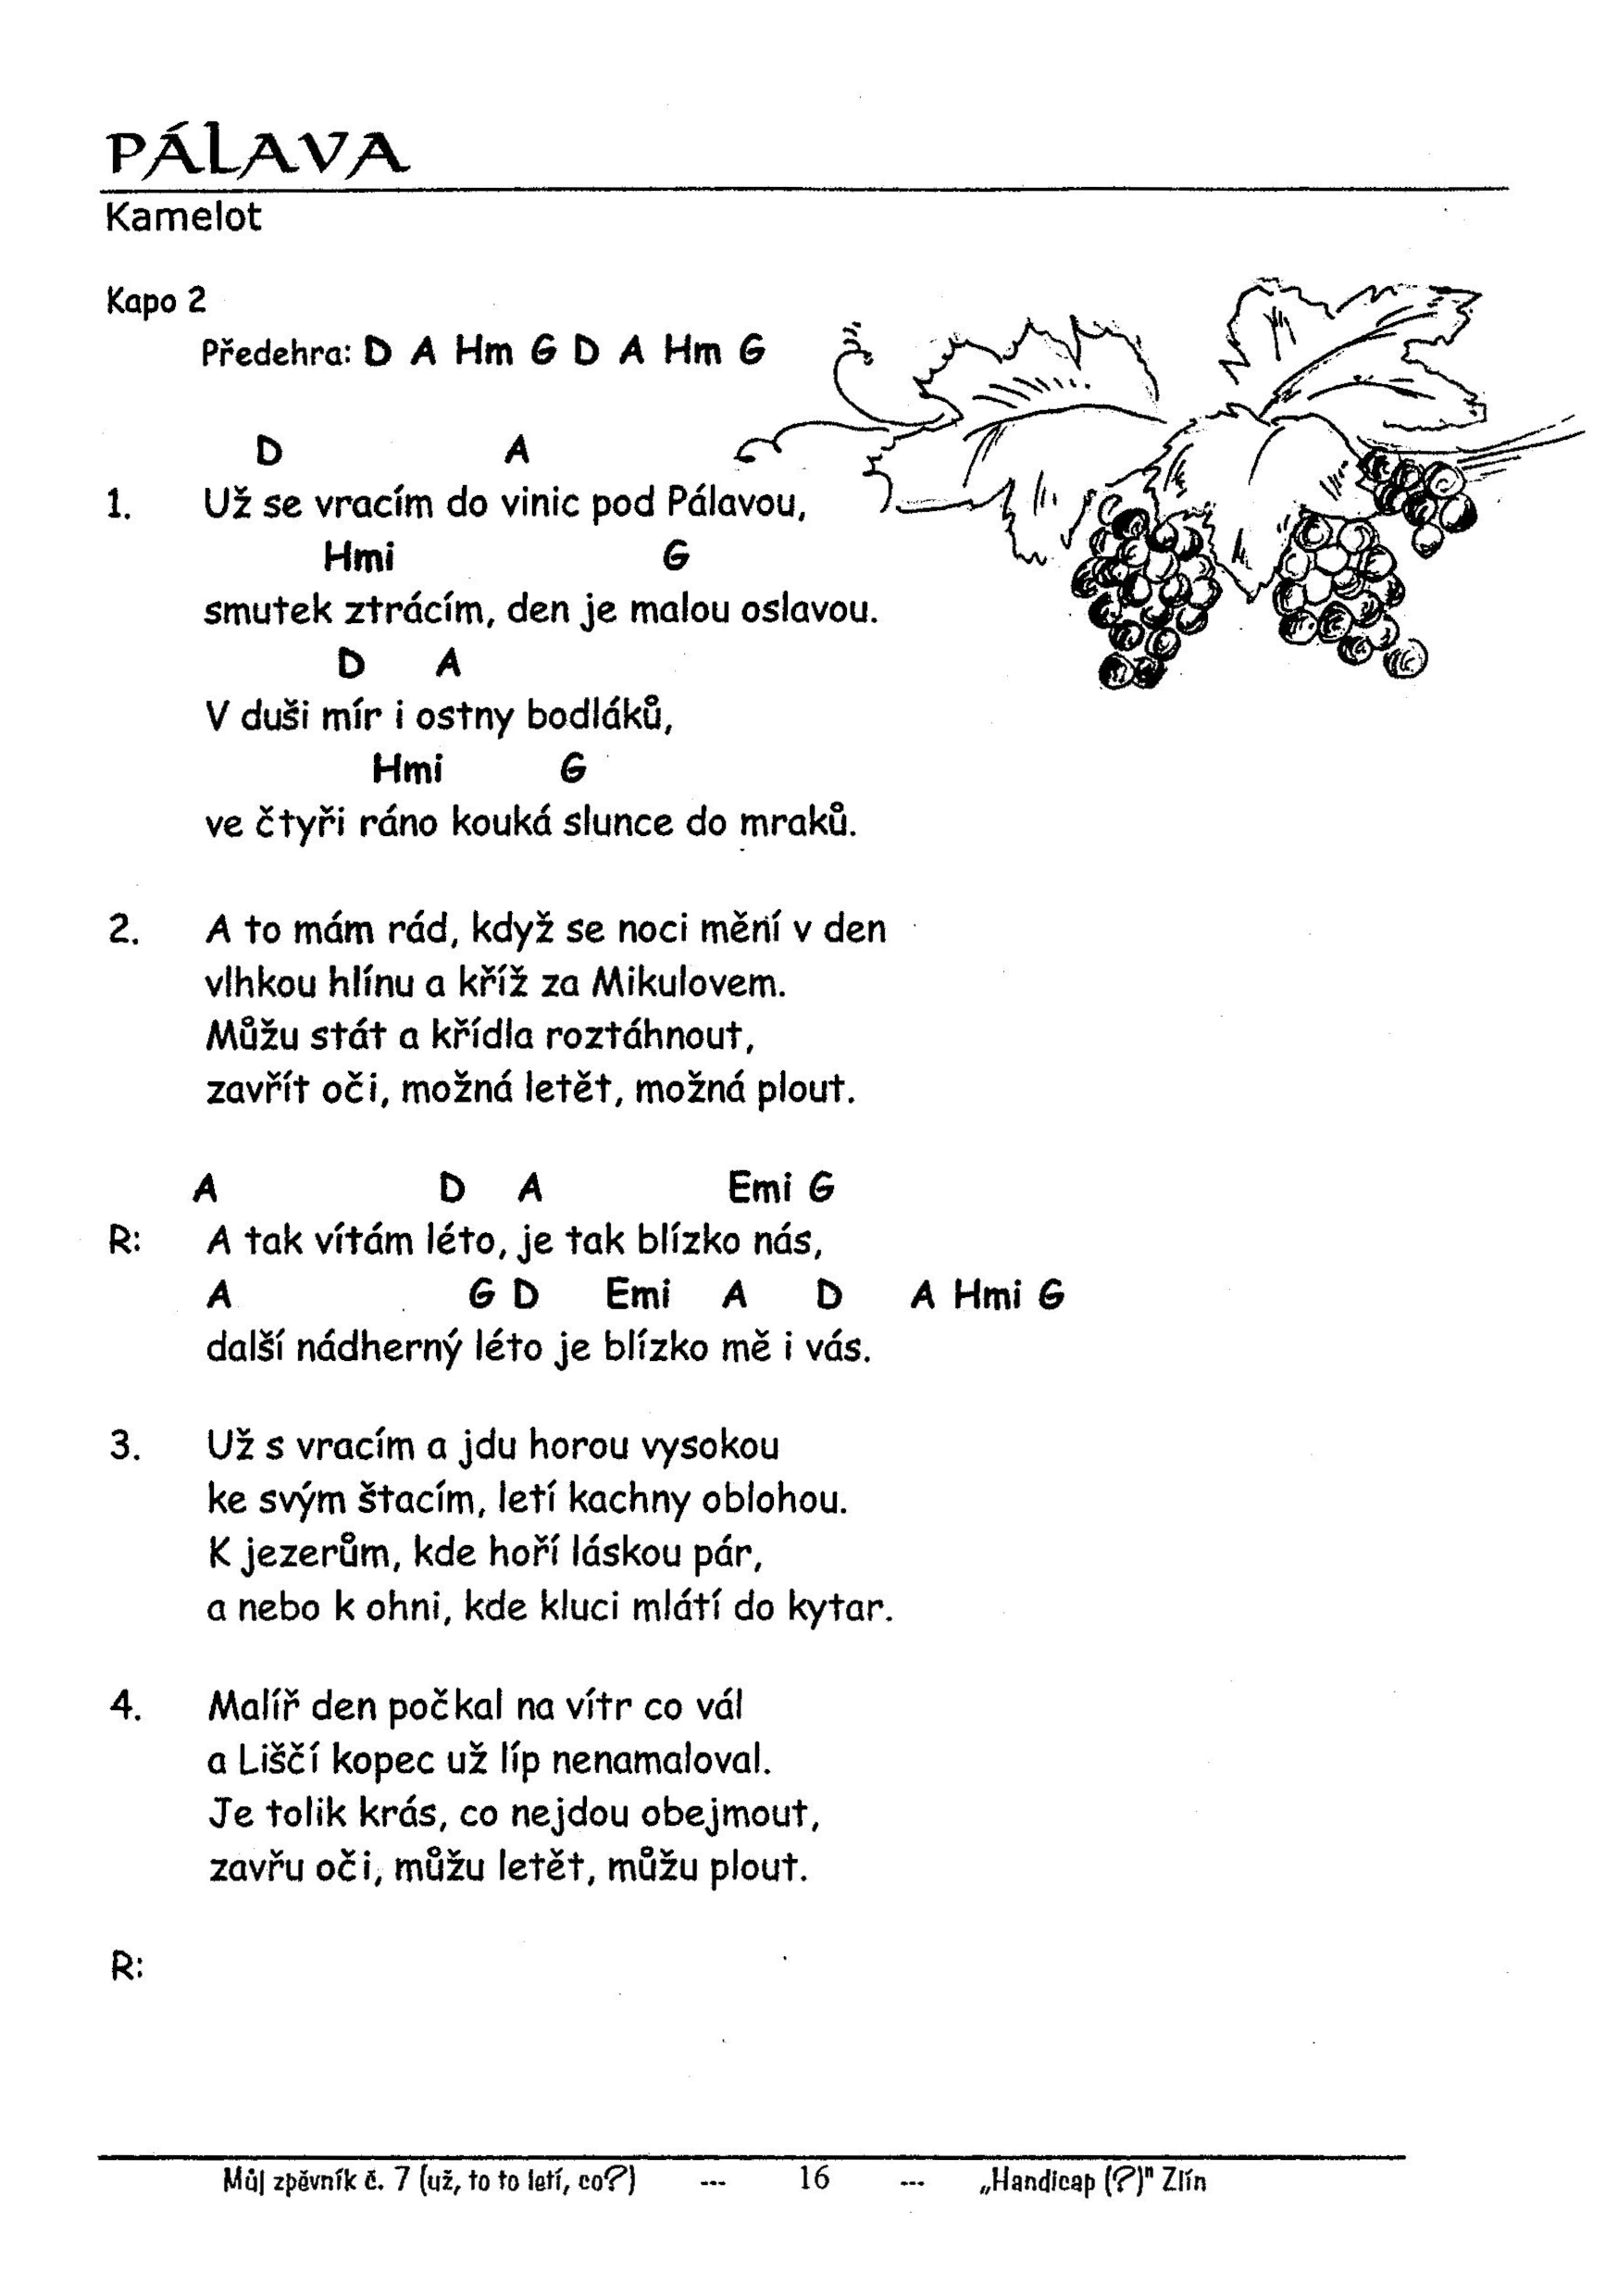 PÁLAVA
Kamelot
Kapo 2
Předehra: D A Hm G D A Hm G
D A
1. Už se vracím do vinic pod Pálavou,
Hmi G
smutek ztrácím, den je malou oslavou.
D A
V duši mír i ostny bodláků,
Hmi G
ve čtyři ráno kouká slunce do mraků.
2. A to mám rád, když se noci mění v den
vlhkou hlínu a kříž za Mikulovem.
Můžu stát a křídla roztáhnout,
zavřít oči, možná letět, možná plout.
A D A Emi G
R: A tak vítám léto, je tak blízko nás,
A G D Emi A D A Hmi G
další nádherný léto je blízko mě i vás.
3. Už s vracím a jdu horou vysokou
ke svým štacím, letí kachny oblohou.
K jezerům, kde hoří láskou pár,
a nebo k ohni, kde kluci mlátí do kytar.
4. Malíř den počkal na vítr co vál
a Liščí kopec už líp nenamaloval.
Je tolik krás, co nejdou obejmout,
zavřu oči, můžu letět, můžu plout.
R:
Můj zpěvník č. 7 (už, to to letí, co?) --- 16 --- „Handicap (?)" Zlín